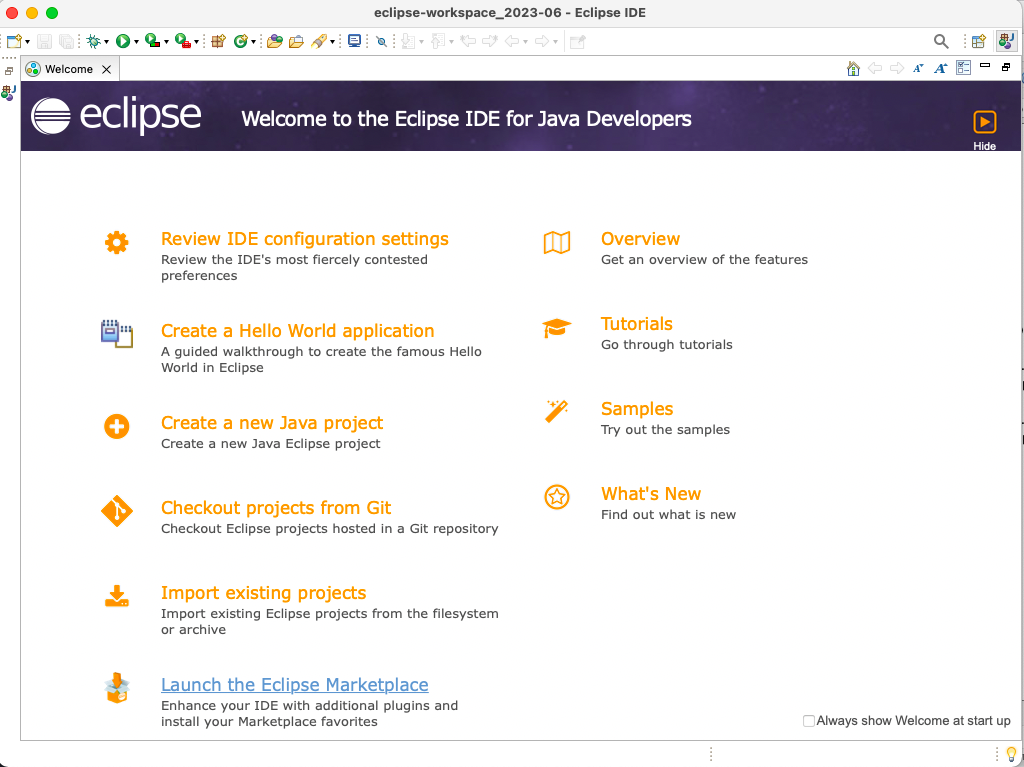 eclipse-workspace_2023-06 - Eclipse IDE
Welcome
eclipse
Welcome to the Eclipse IDE for Java Developers
Hide
Review IDE configuration settings
Review the IDE's most fiercely contested
preferences
Create a Hello World application
A guided walkthrough to create the famous Hello
World in Eclipse
Create a new Java project
Create a new Java Eclipse project
Checkout projects from Git
Checkout Eclipse projects hosted in a Git repository
Import existing projects
Import existing Eclipse projects from the filesystem
or archive
Launch the Eclipse Marketplace
Enhance your IDE with additional plugins and
install your Marketplace favorites
Overview
Get an overview of the features
Tutorials
Go through tutorials
Samples
Try out the samples
What's New
Find out what is new
Always show Welcome at start up